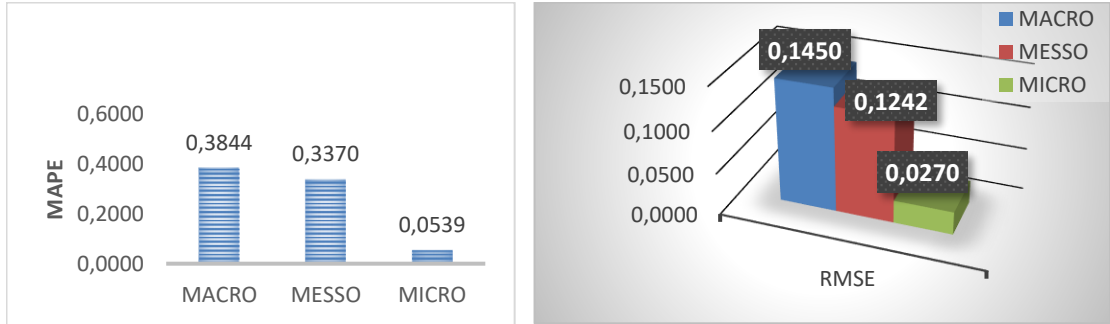 0,6000
0,4000
0,2000
0,0000
MAPE
0,3844
0,3370
0,0539
MACRO
MESSO
MICRO
0,1500
0,1000
0,0500
0,0000
0,1450
0,1242
0,0270
RMSE
MACRO
MESSO
MICRO